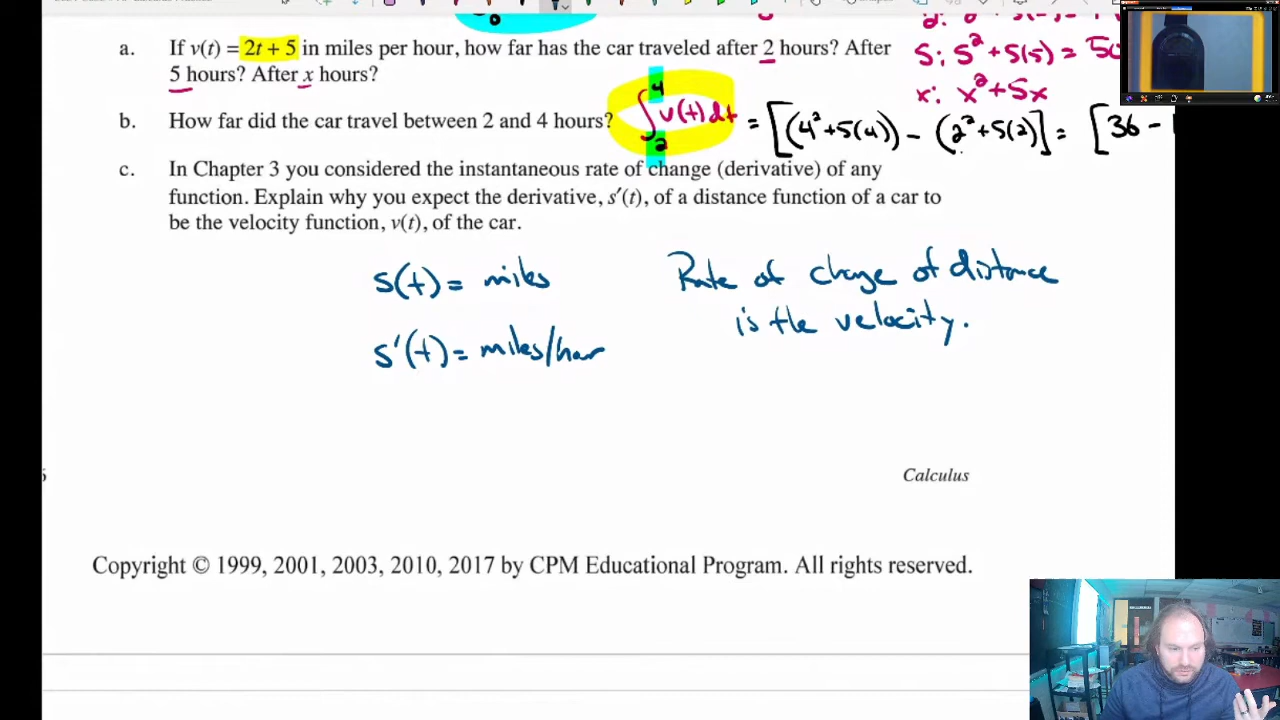 a. If v(t) = 2t + 5 in miles per hour, how far has the car traveled after 2 hours? After
5 hours? After x hours?
5: 5² + 5(5) = 50
x: x² + 5x
b. How far did the car travel between 2 and 4 hours? ∫₂⁴ v(t) dt = [(4² + 5(4)) − (2² + 5(2)] = [36 −
c. In Chapter 3 you considered the instantaneous rate of change (derivative) of any
function. Explain why you expect the derivative, s′(t), of a distance function of a car to
be the velocity function, v(t), of the car.
s(t) = miles
s'(t) = miles/hour
Rate of change of distance
is the velocity.
Calculus
Copyright © 1999, 2001, 2003, 2010, 2017 by CPM Educational Program. All rights reserved.